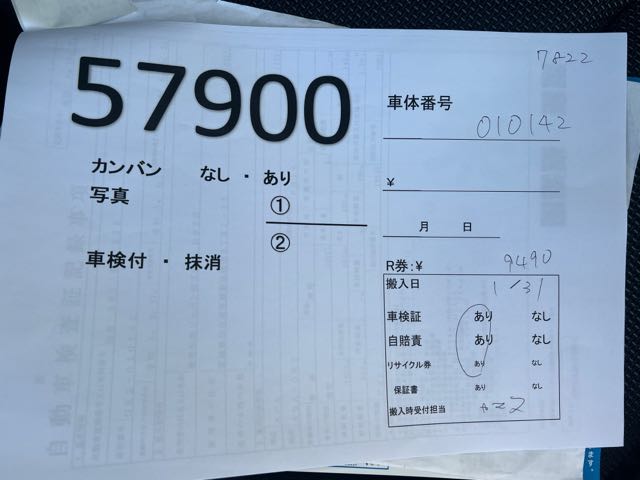 7822
57900
車体番号
010142
カンバン なし ・ あり
写真 ①
②
¥
月 日
車検付 ・ 抹消
R券:¥ 9490
搬入日 1/31
車検証 あり なし
自賠責 あり なし
リサイクル券 あり なし
保証書 あり なし
搬入時受付担当